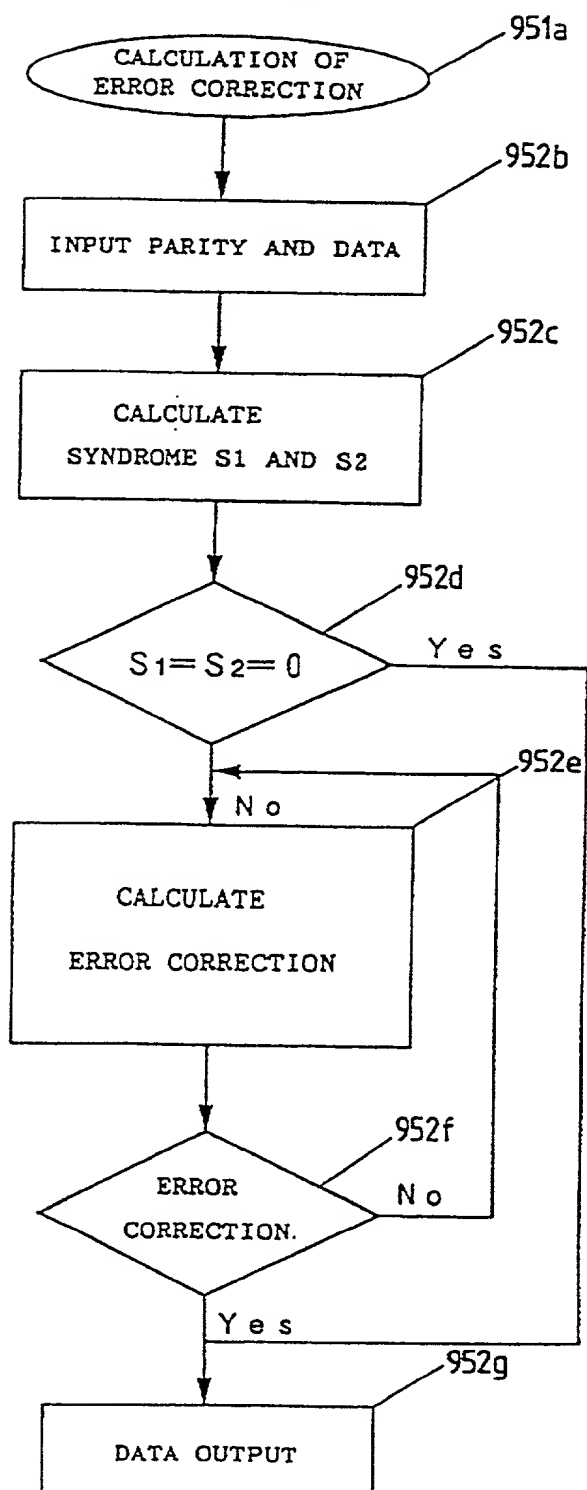 951a
CALCULATION OF
ERROR CORRECTION
952b
INPUT PARITY AND DATA
952c
CALCULATE
SYNDROME S1 AND S2
952d
S1=S2=0
Yes
952e
No
CALCULATE
ERROR CORRECTION
952f
ERROR
CORRECTION.
No
Yes
952g
DATA OUTPUT